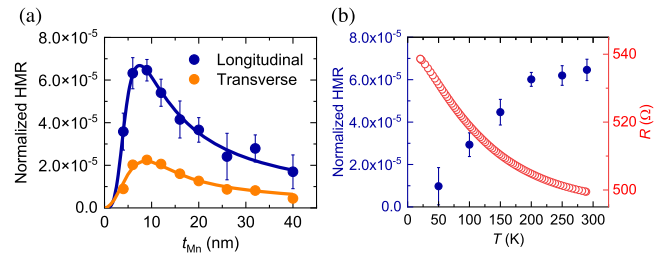 (a)
Normalized HMR
8.0×10⁻⁵
6.0×10⁻⁵
4.0×10⁻⁵
2.0×10⁻⁵
0.0
Longitudinal
Transverse
0 10 20 30 40
t_Mn (nm)
(b)
Normalized HMR
8.0×10⁻⁵
6.0×10⁻⁵
4.0×10⁻⁵
2.0×10⁻⁵
0.0
540
520
500
R (Ω)
0 50 100 150 200 250 300
T (K)